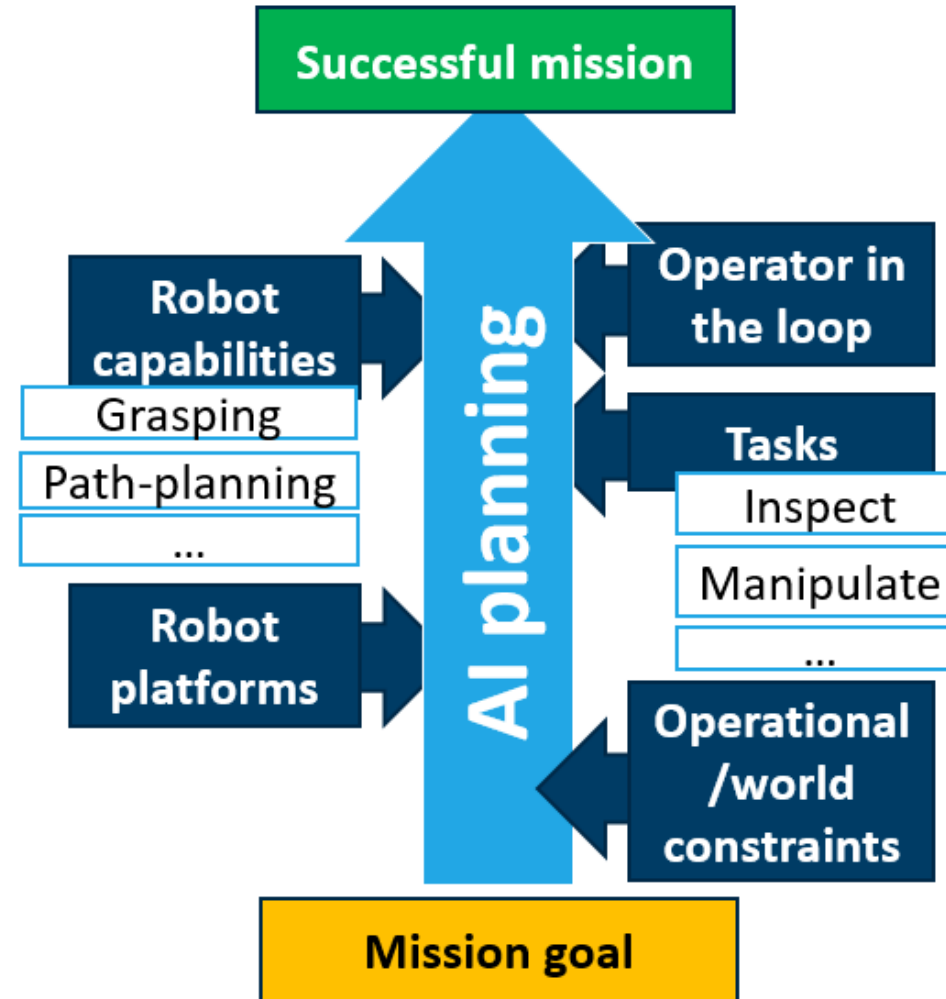 Successful mission
Robot
capabilities
Grasping
Path-planning
...
Robot
platforms
AI planning
Operator in
the loop
Tasks
Inspect
Manipulate
...
Operational
/world
constraints
Mission goal